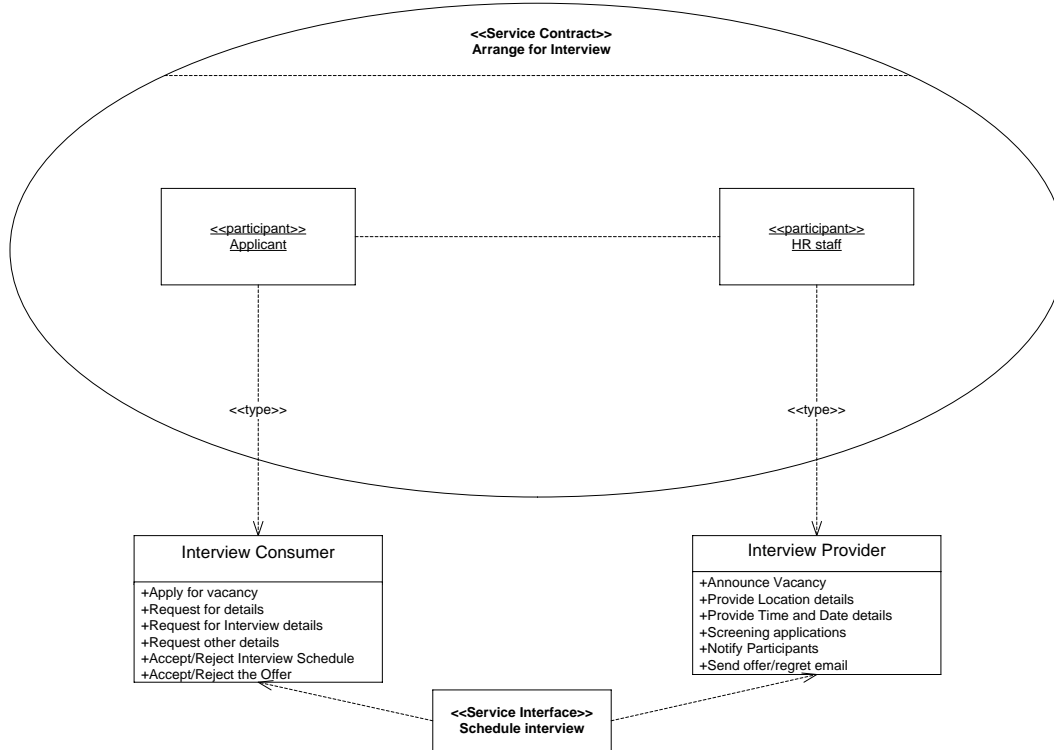 <<Service Contract>>
Arrange for Interview
<<participant>>
Applicant
<<participant>>
HR staff
<<type>>
<<type>>
Interview Consumer
+Apply for vacancy
+Request for details
+Request for Interview details
+Request other details
+Accept/Reject Interview Schedule
+Accept/Reject the Offer
Interview Provider
+Announce Vacancy
+Provide Location details
+Provide Time and Date details
+Screening applications
+Notify Participants
+Send offer/regret email
<<Service Interface>>
Schedule interview